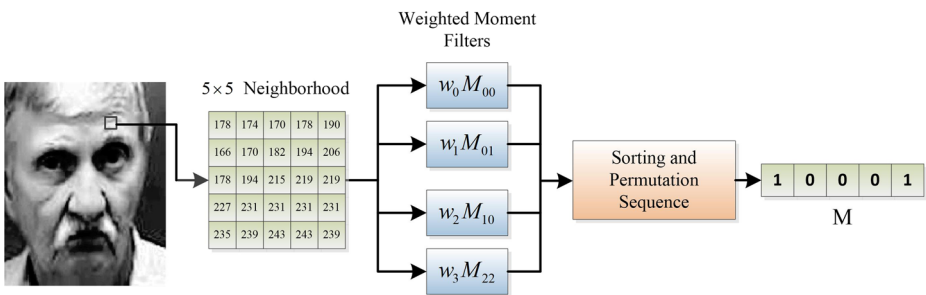 Weighted Moment
Filters
5×5 Neighborhood
178 174 170 178 190
166 170 182 194 206
178 194 215 219 219
227 231 231 231 231
235 239 243 243 239
w₀M₀₀
w₁M₀₁
w₂M₁₀
w₃M₂₂
Sorting and
Permutation
Sequence
1 0 0 0 1
M